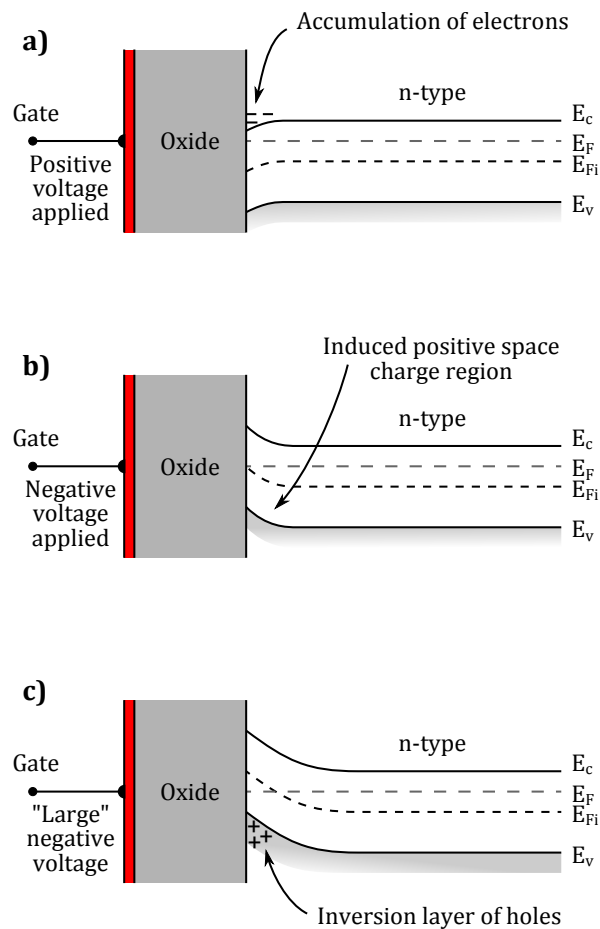 a)
Accumulation of electrons
n-type
Gate
Oxide
Positive
voltage
applied
E_c
E_F
E_Fi
E_v
b)
Induced positive space
charge region
n-type
Gate
Oxide
Negative
voltage
applied
E_c
E_F
E_Fi
E_v
c)
n-type
Gate
Oxide
"Large"
negative
voltage
E_c
E_F
E_Fi
E_v
+
+
+
Inversion layer of holes